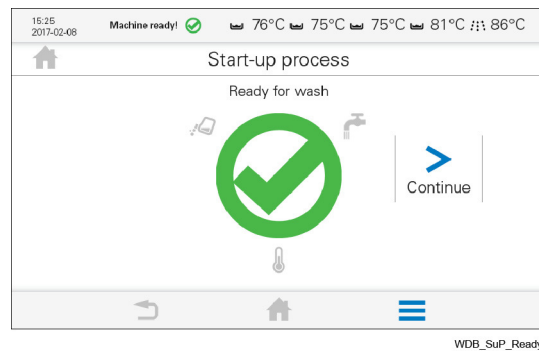 15:25
2017-02-08
Machine ready!
76°C 75°C 75°C 81°C 86°C
Start-up process
Ready for wash
Continue
WDB_SuP_Ready